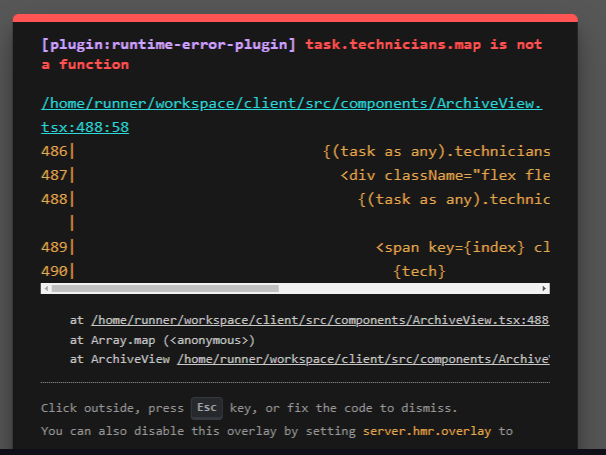 [plugin:runtime-error-plugin] task.technicians.map is not
a function
/home/runner/workspace/client/src/components/ArchiveView.
tsx:488:58
486|                            {(task as any).technicians
487|                              <div className="flex fle
488|                                {(task as any).technic
   |
489|                                  <span key={index} cl
490|                                    {tech}
at /home/runner/workspace/client/src/components/ArchiveView.tsx:488
at Array.map (<anonymous>)
at ArchiveView /home/runner/workspace/client/src/components/Archive
Click outside, press Esc key, or fix the code to dismiss.
You can also disable this overlay by setting server.hmr.overlay to